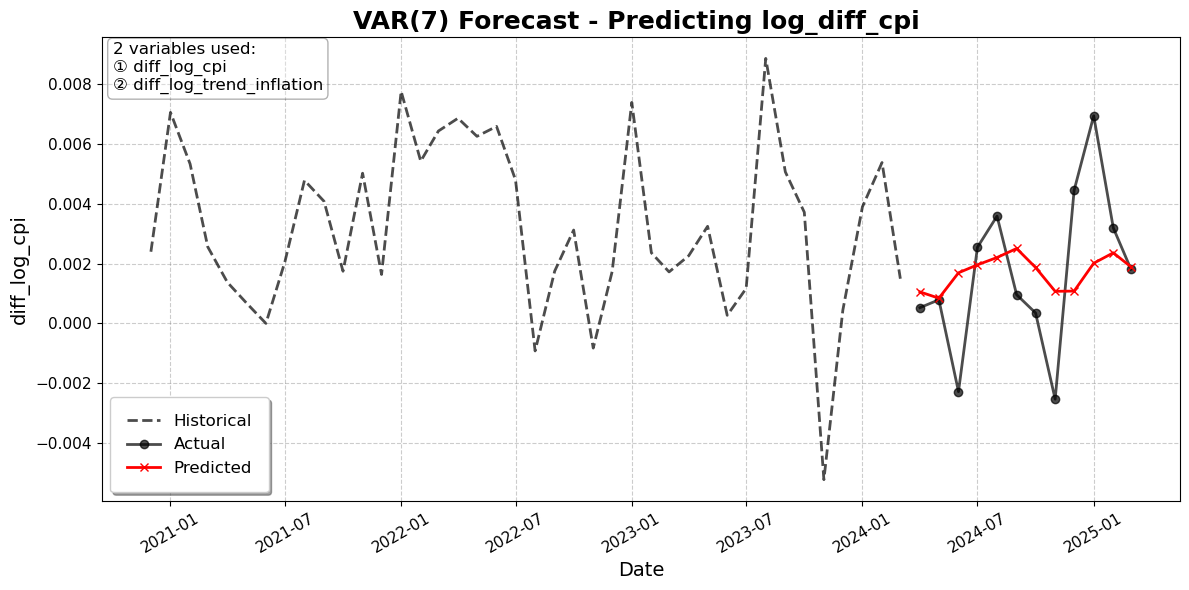 VAR(7) Forecast - Predicting log_diff_cpi
2 variables used:
① diff_log_cpi
② diff_log_trend_inflation
diff_log_cpi
0.008
0.006
0.004
0.002
0.000
−0.002
−0.004
Historical
Actual
Predicted
2021-01
2021-07
2022-01
2022-07
2023-01
2023-07
2024-01
2024-07
2025-01
Date